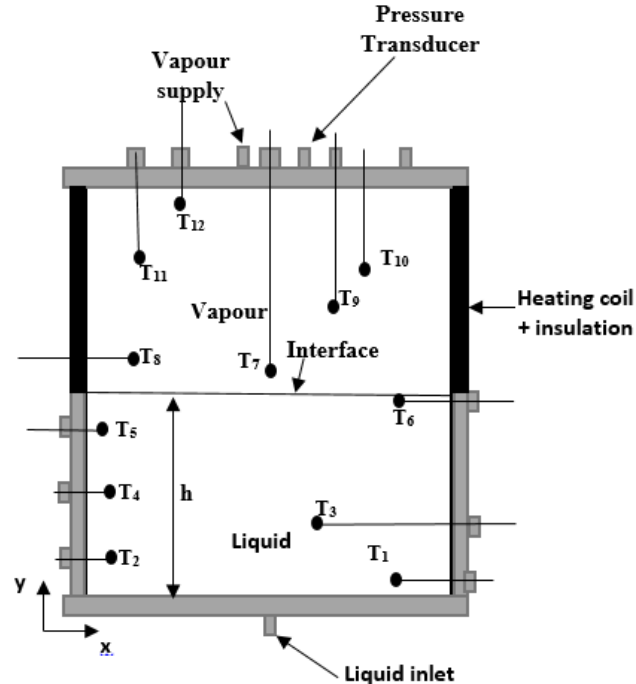 Pressure
Transducer
Vapour
supply
T₁₂
T₁₁
T₁₀
T₉
Vapour
Heating coil
+ insulation
Interface
T₈
T₇
T₆
T₅
T₄
h
T₃
Liquid
T₂
T₁
y
x
Liquid inlet